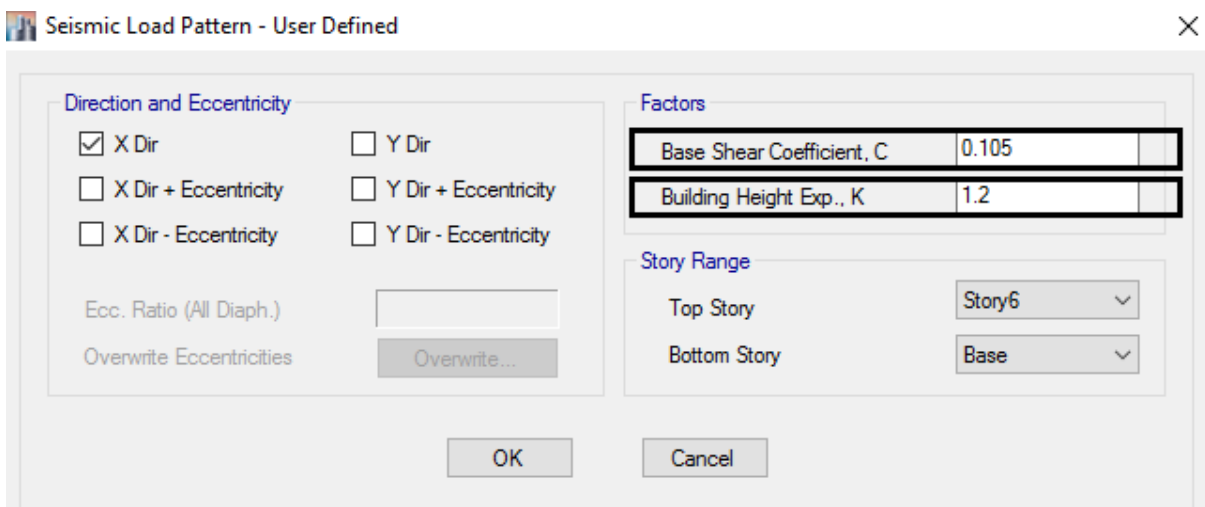 Seismic Load Pattern - User Defined
Direction and Eccentricity
X Dir
Y Dir
X Dir + Eccentricity
Y Dir + Eccentricity
X Dir - Eccentricity
Y Dir - Eccentricity
Ecc. Ratio (All Diaph.)
Overwrite Eccentricities
Overwrite...
Factors
Base Shear Coefficient, C
0.105
Building Height Exp., K
1.2
Story Range
Top Story
Story6
Bottom Story
Base
OK
Cancel